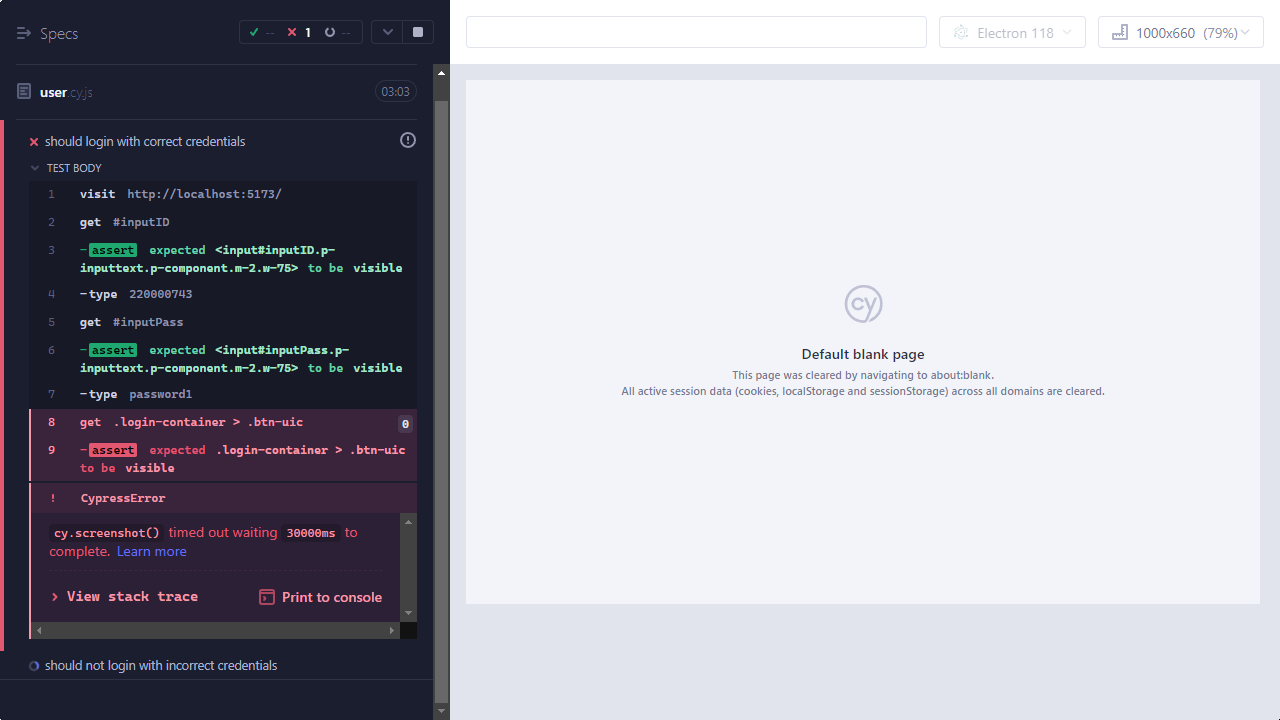 Specs
-- 1 --
Electron 118
1000x660 (79%)
user.cy.js
03:03
should login with correct credentials
TEST BODY
1 visit http://localhost:5173/
2 get #inputID
3 -assert expected <input#inputID.p-
inputtext.p-component.m-2.w-75> to be visible
4 -type 220000743
5 get #inputPass
6 -assert expected <input#inputPass.p-
inputtext.p-component.m-2.w-75> to be visible
7 -type password1
8 get .login-container > .btn-uic 0
9 -assert expected .login-container > .btn-uic
to be visible
! CypressError
cy.screenshot() timed out waiting 30000ms to
complete. Learn more
View stack trace
Print to console
should not login with incorrect credentials
cy
Default blank page
This page was cleared by navigating to about:blank.
All active session data (cookies, localStorage and sessionStorage) across all domains are cleared.